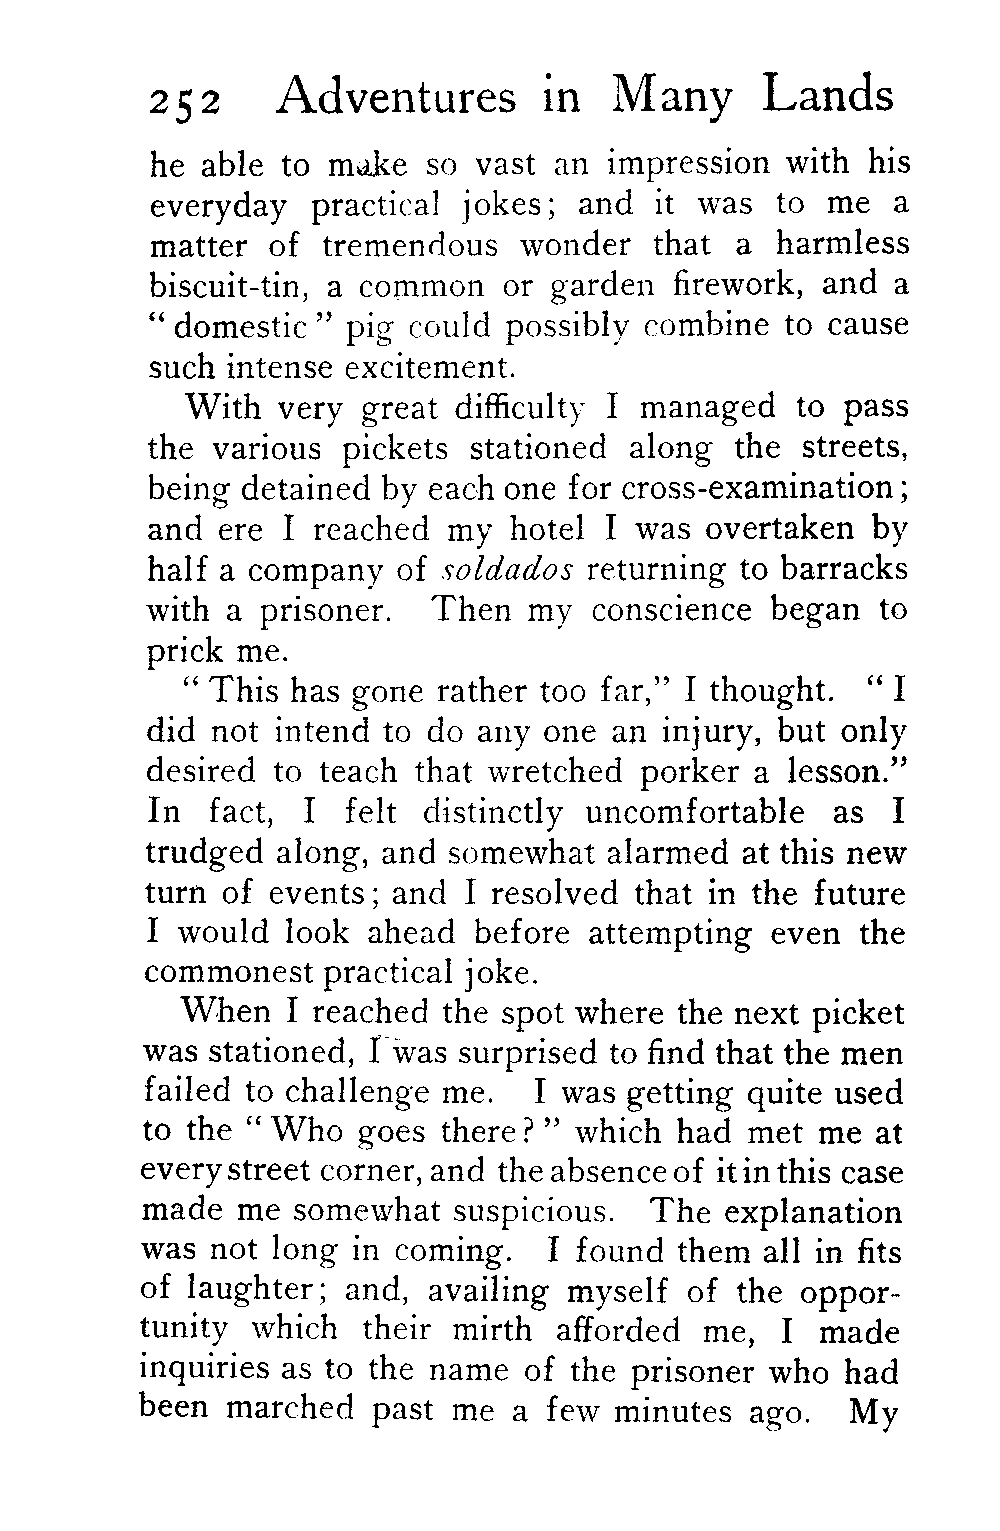 252 Adventures in Many Lands
he able to make so vast an impression with his
everyday practical jokes; and it was to me a
matter of tremendous wonder that a harmless
biscuit-tin, a common or garden firework, and a
“ domestic ” pig could possibly combine to cause
such intense excitement.
With very great difficulty I managed to pass
the various pickets stationed along the streets,
being detained by each one for cross-examination;
and ere I reached my hotel I was overtaken by
half a company of soldados returning to barracks
with a prisoner. Then my conscience began to
prick me.
“ This has gone rather too far,” I thought. “ I
did not intend to do any one an injury, but only
desired to teach that wretched porker a lesson.”
In fact, I felt distinctly uncomfortable as I
trudged along, and somewhat alarmed at this new
turn of events; and I resolved that in the future
I would look ahead before attempting even the
commonest practical joke.
When I reached the spot where the next picket
was stationed, I was surprised to find that the men
failed to challenge me. I was getting quite used
to the “ Who goes there? ” which had met me at
every street corner, and the absence of it in this case
made me somewhat suspicious. The explanation
was not long in coming. I found them all in fits
of laughter; and, availing myself of the oppor-
tunity which their mirth afforded me, I made
inquiries as to the name of the prisoner who had
been marched past me a few minutes ago. My